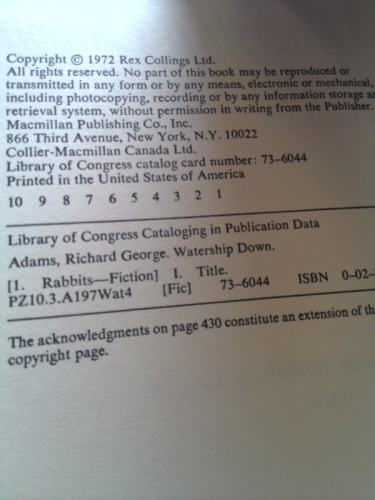 Copyright © 1972 Rex Collings Ltd.
All rights reserved. No part of this book may be reproduced or
transmitted in any form or by any means, electronic or mechanical,
including photocopying, recording or by any information storage
retrieval system, without permission in writing from the Publisher.
Macmillan Publishing Co., Inc.
866 Third Avenue, New York, N.Y. 10022
Collier-Macmillan Canada Ltd.
Library of Congress catalog card number: 73-6044
Printed in the United States of America
10 9 8 7 6 5 4 3 2 1
Library of Congress Cataloging in Publication Data
Adams, Richard George. Watership Down.
[1. Rabbits—Fiction] I. Title.
PZ10.3.A197Wat4 [Fic] 73-6044 ISBN 0-02-
The acknowledgments on page 430 constitute an extension of
copyright page.